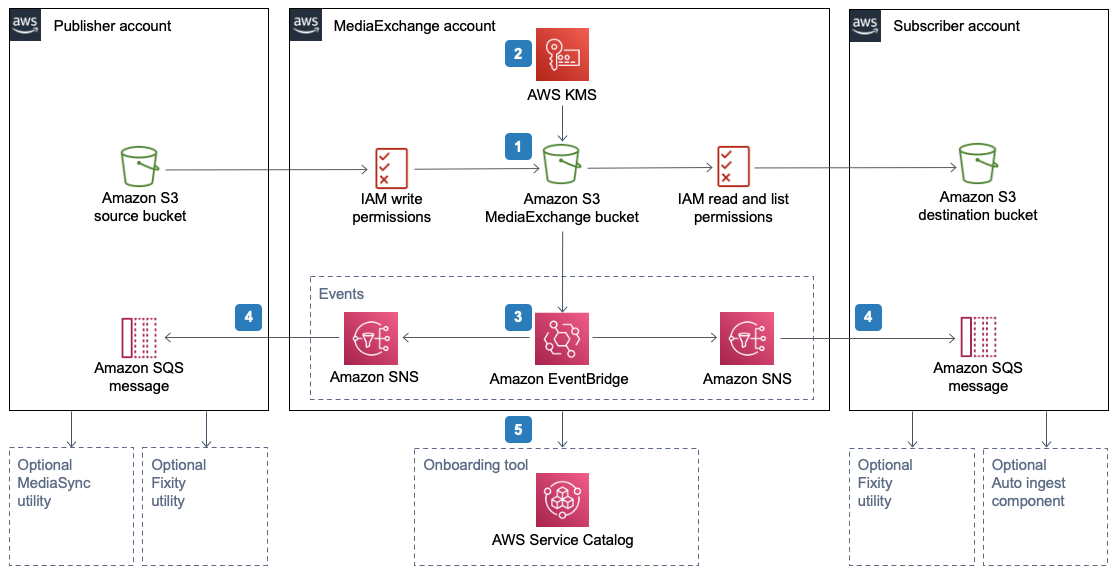 aws
Publisher account
aws
MediaExchange account
aws
Subscriber account
2
AWS KMS
1
Amazon S3
source bucket
IAM write
permissions
Amazon S3
MediaExchange bucket
IAM read and list
permissions
Amazon S3
destination bucket
Events
4
3
4
Amazon SQS
message
Amazon SNS
Amazon EventBridge
Amazon SNS
Amazon SQS
message
5
Optional
MediaSync
utility
Optional
Fixity
utility
Onboarding tool
AWS Service Catalog
Optional
Fixity
utility
Optional
Auto ingest
component